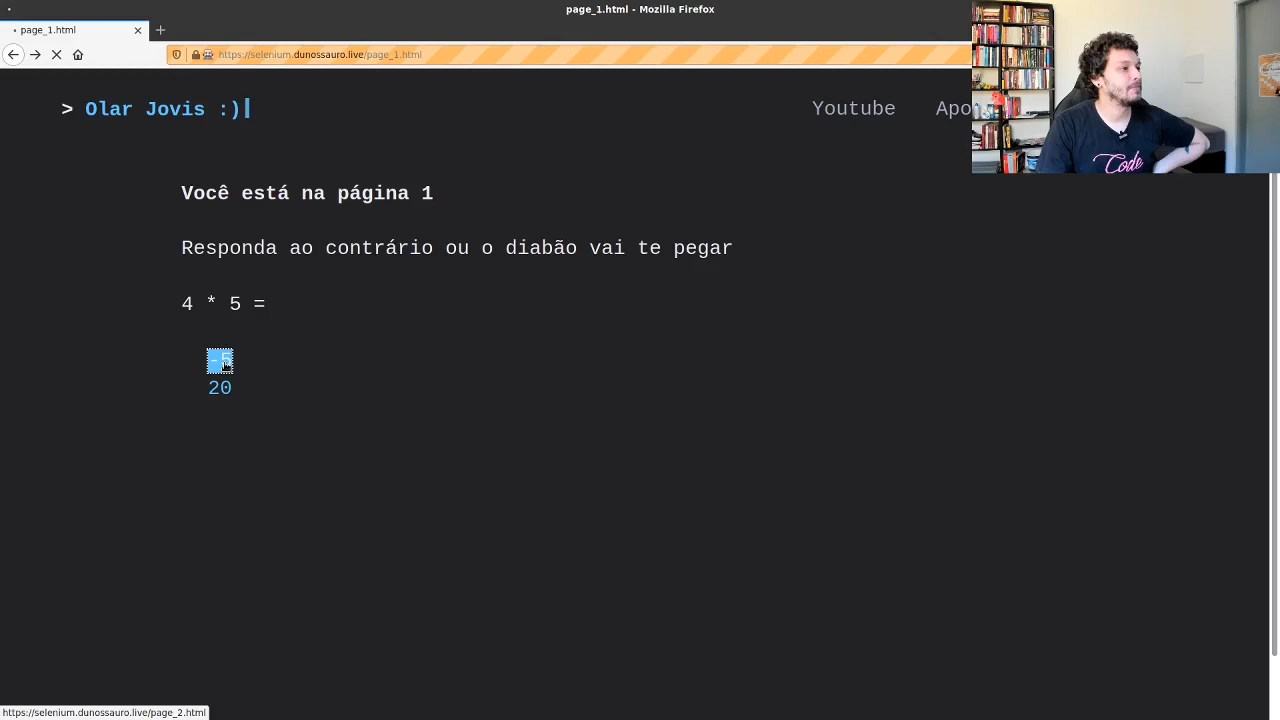 page_1.html - Mozilla Firefox
page_1.html
https://selenium.dunossauro.live/page_1.html
> Olar Jovis :)
Youtube
Code
Você está na página 1
Responda ao contrário ou o diabão vai te pegar
4 * 5 =
-5
20
https://selenium.dunossauro.live/page_2.html